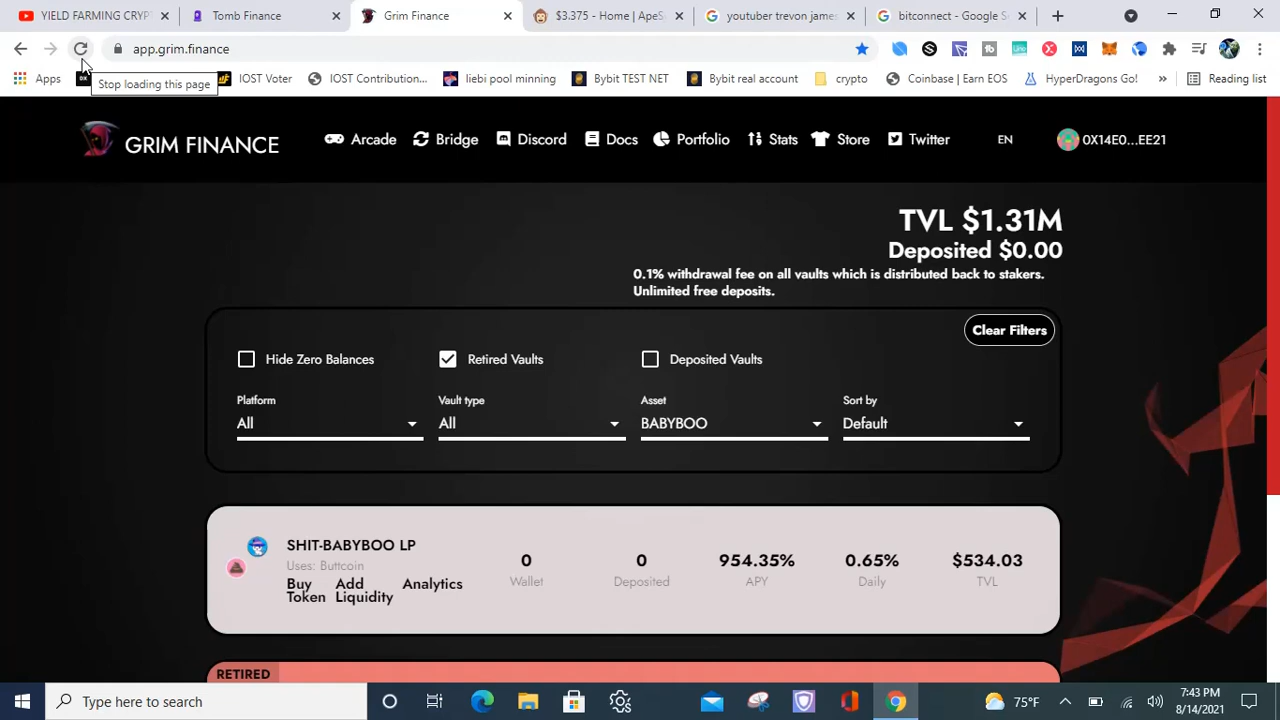 YIELD FARMING CRYPT
Tomb Finance
Grim Finance
$3.375 - Home | ApeS
youtuber trevon james
bitconnect - Google S
app.grim.finance
Apps
Stop loading this page
IOST Voter
IOST Contribution...
liebi pool minning
Bybit TEST NET
Bybit real account
crypto
Coinbase | Earn EOS
HyperDragons Go!
Reading list
GRIM FINANCE
Arcade
Bridge
Discord
Docs
Portfolio
Stats
Store
Twitter
EN
0X14E0...EE21
TVL $1.31M
Deposited $0.00
0.1% withdrawal fee on all vaults which is distributed back to stakers.
Unlimited free deposits.
Clear Filters
Hide Zero Balances
Retired Vaults
Deposited Vaults
Platform
Vault type
Asset
Sort by
All
All
BABYBOO
Default
SHIT-BABYBOO LP
Uses: Buttcoin
Buy Token
Add Liquidity
Analytics
0
Wallet
0
Deposited
954.35%
APY
0.65%
Daily
$534.03
TVL
RETIRED
Type here to search
75°F
7:43 PM
8/14/2021